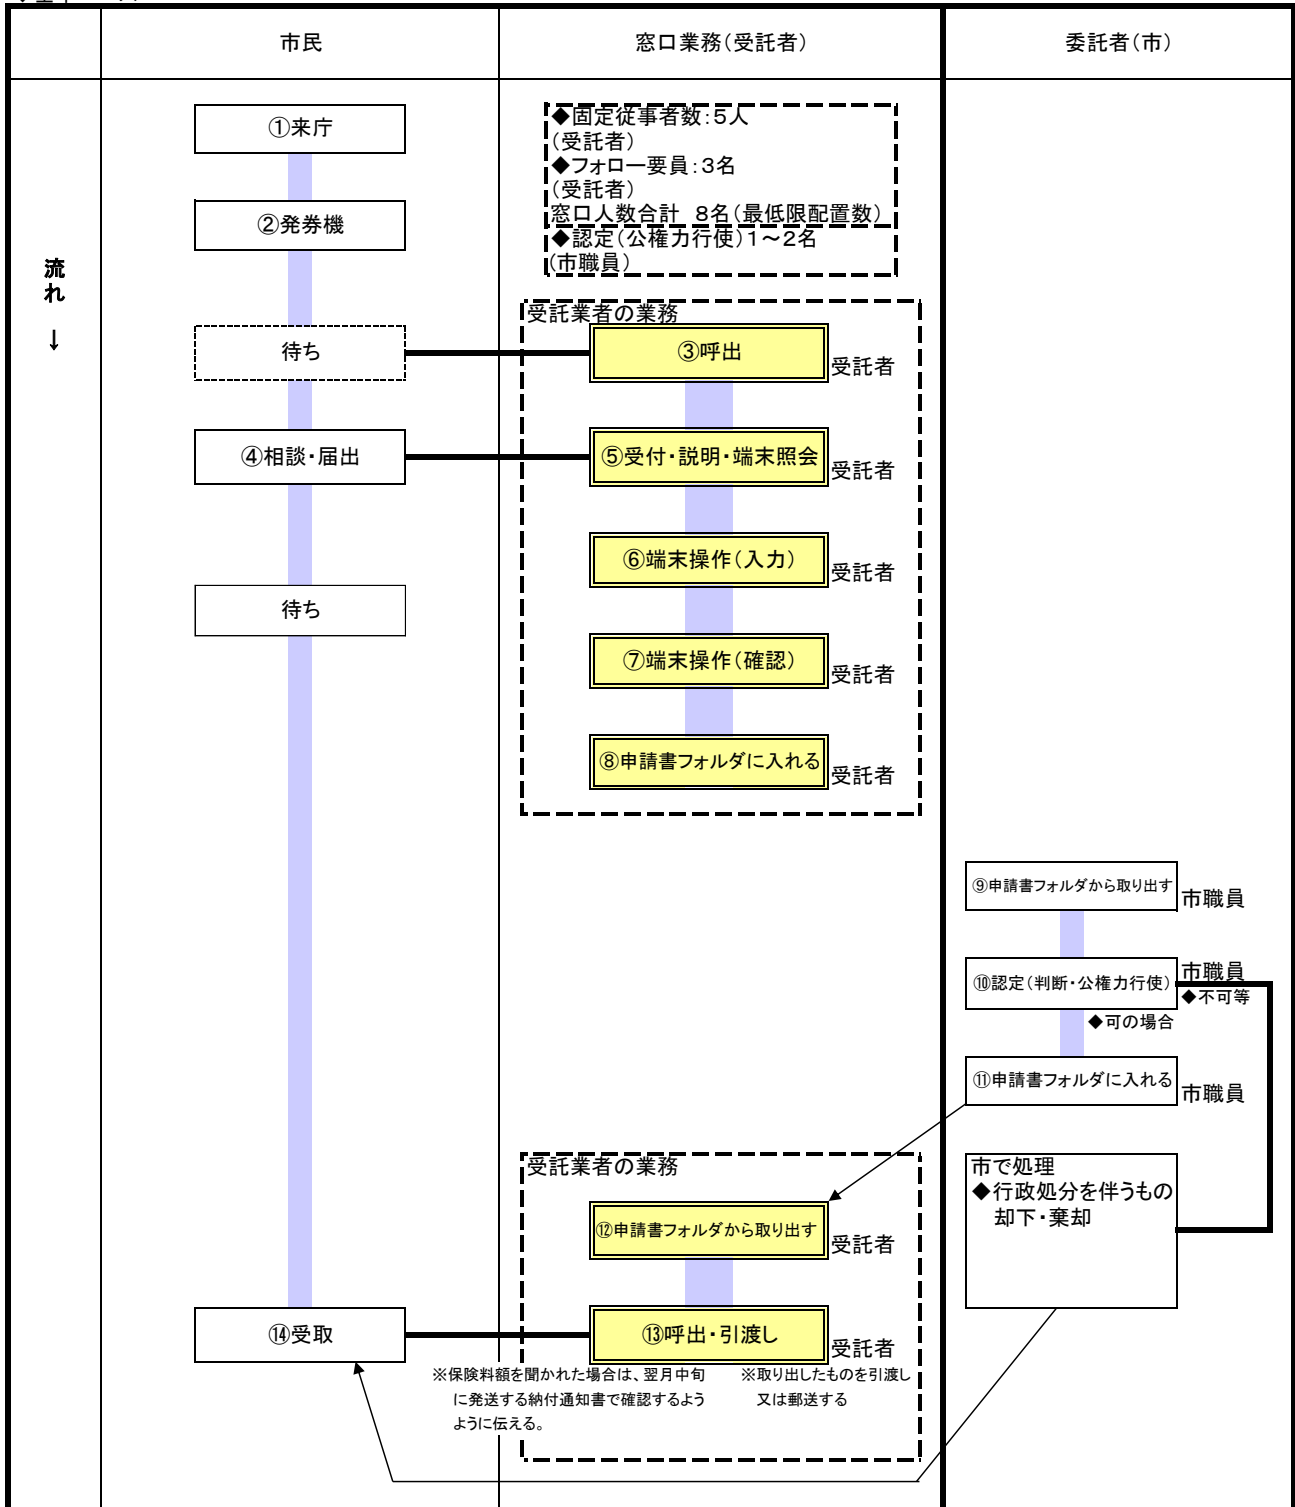 市民
窓口業務(受託者)
委託者(市)
流れ
↓
①来庁
◆固定従事者数:5人
(受託者)
◆フォロー要員:3名
(受託者)
窓口人数合計 8名(最低限配置数)
◆認定(公権力行使)1~2名
(市職員)
②発券機
受託業者の業務
待ち
③呼出
受託者
④相談・届出
⑤受付・説明・端末照会
受託者
⑥端末操作(入力)
受託者
待ち
⑦端末操作(確認)
受託者
⑧申請書フォルダに入れる
受託者
⑨申請書フォルダから取り出す
市職員
⑩認定(判断・公権力行使)
市職員
◆不可等
◆可の場合
⑪申請書フォルダに入れる
市職員
受託業者の業務
市で処理
◆行政処分を伴うもの
却下・棄却
⑫申請書フォルダから取り出す
受託者
⑭受取
⑬呼出・引渡し
受託者
※保険料額を聞かれた場合は、翌月中旬
に発送する納付通知書で確認するよう
ように伝える。
※取り出したものを引渡し
又は郵送する